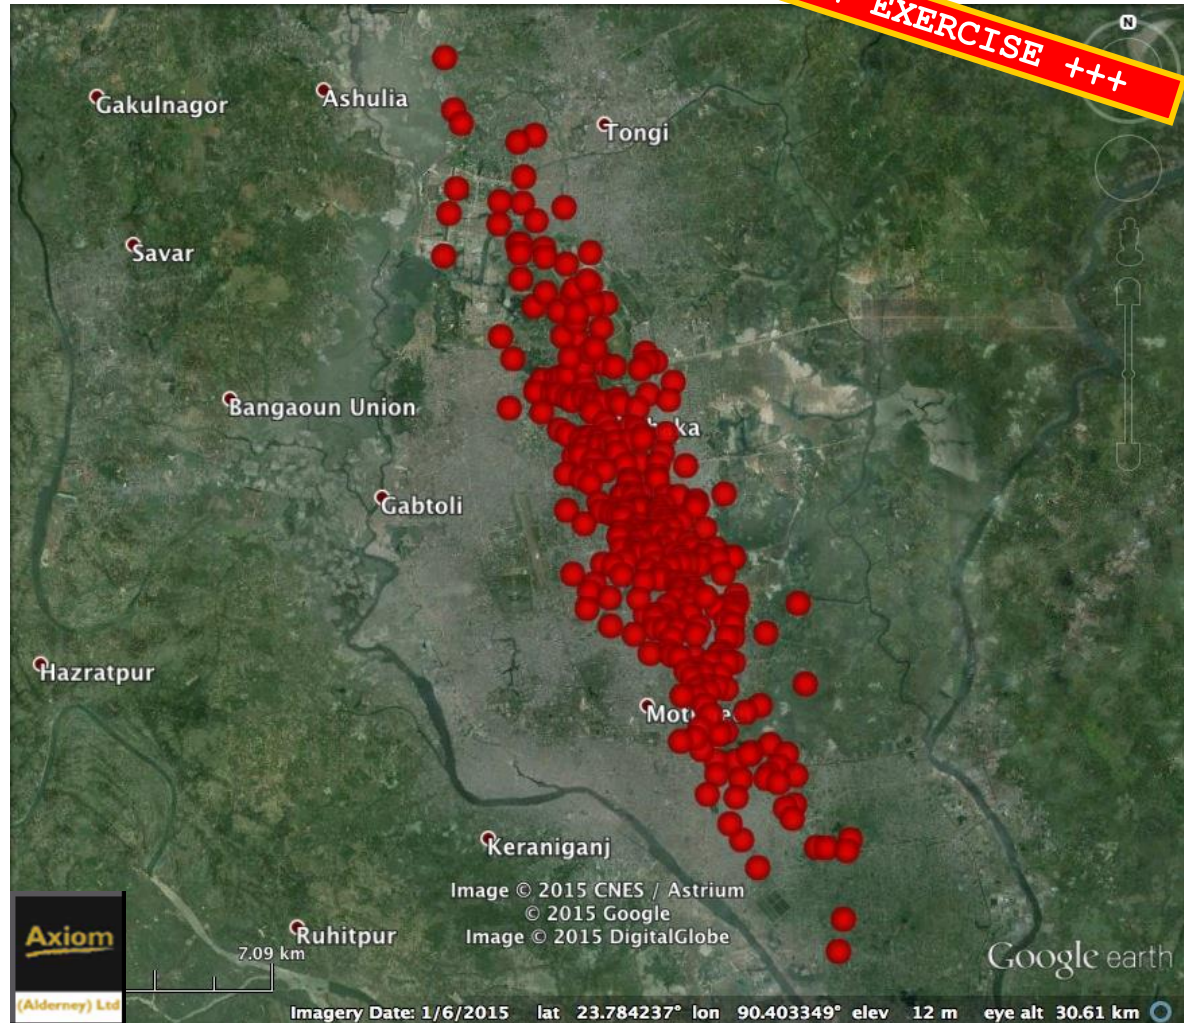 EXERCISE +++
N
Gakulnagor
Ashulia
Tongi
Savar
Bangaoun Union
Gabtoli
Hazratpur
Keraniganj
Image © 2015 CNES / Astrium
© 2015 Google
Image © 2015 DigitalGlobe
Axiom
(Alderney) Ltd
Ruhitpur
7.09 km
Google earth
Imagery Date: 1/6/2015 lat 23.784237° lon 90.403349° elev 12 m eye alt 30.61 km